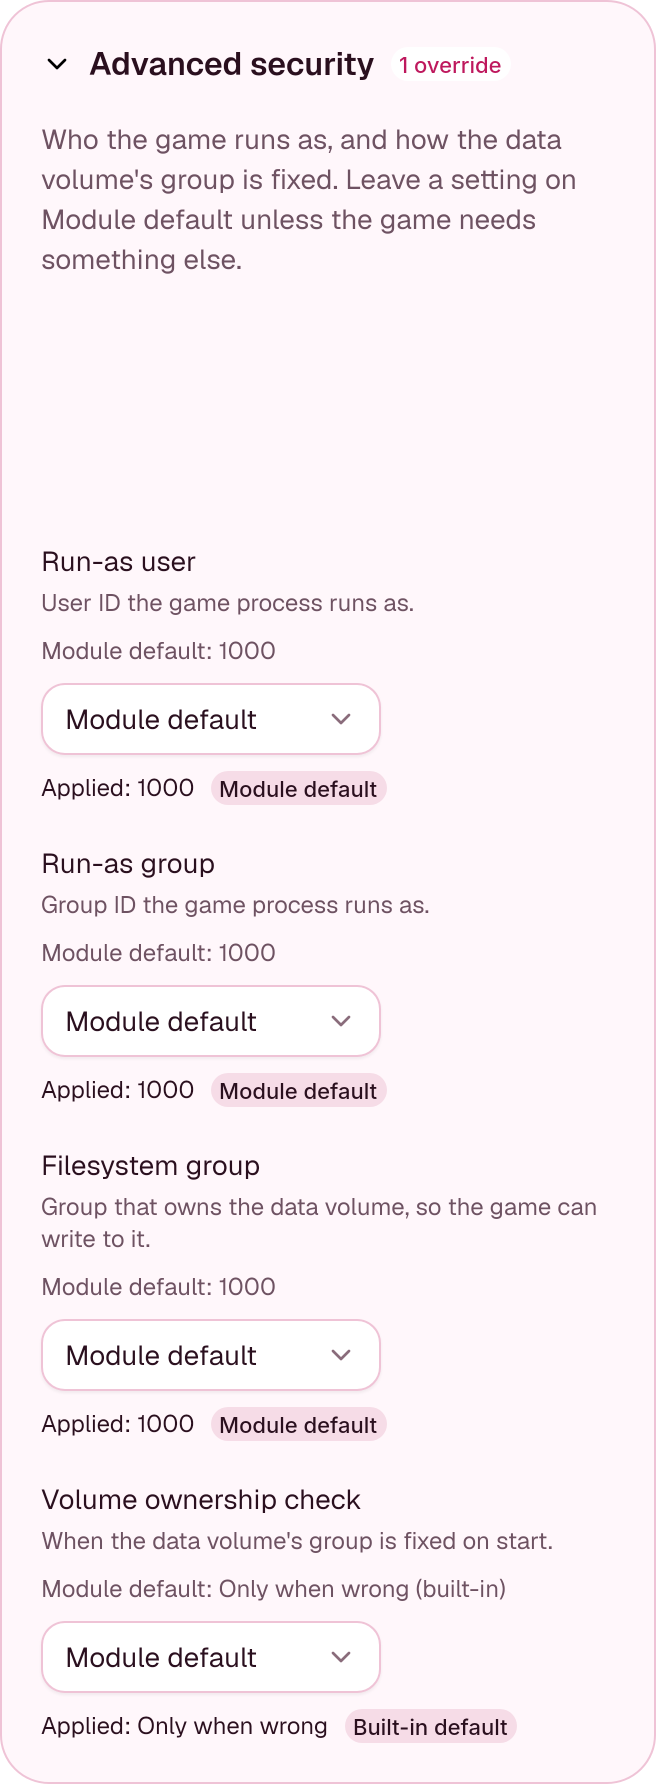 Advanced security 1 override
Who the game runs as, and how the data
volume's group is fixed. Leave a setting on
Module default unless the game needs
something else.
Run-as user
User ID the game process runs as.
Module default: 1000
Module default
Applied: 1000 Module default
Run-as group
Group ID the game process runs as.
Module default: 1000
Module default
Applied: 1000 Module default
Filesystem group
Group that owns the data volume, so the game can
write to it.
Module default: 1000
Module default
Applied: 1000 Module default
Volume ownership check
When the data volume's group is fixed on start.
Module default: Only when wrong (built-in)
Module default
Applied: Only when wrong Built-in default